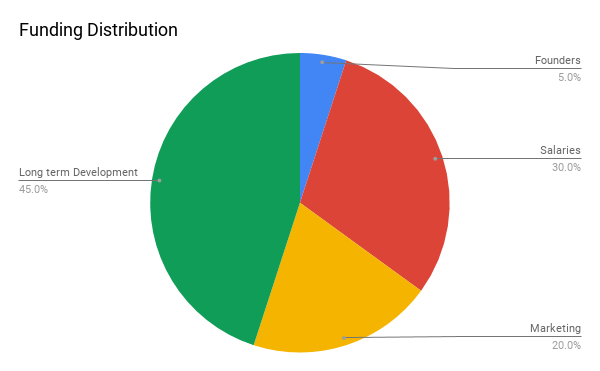 Funding Distribution
Founders
5.0%
Salaries
30.0%
Long term Development
45.0%
Marketing
20.0%